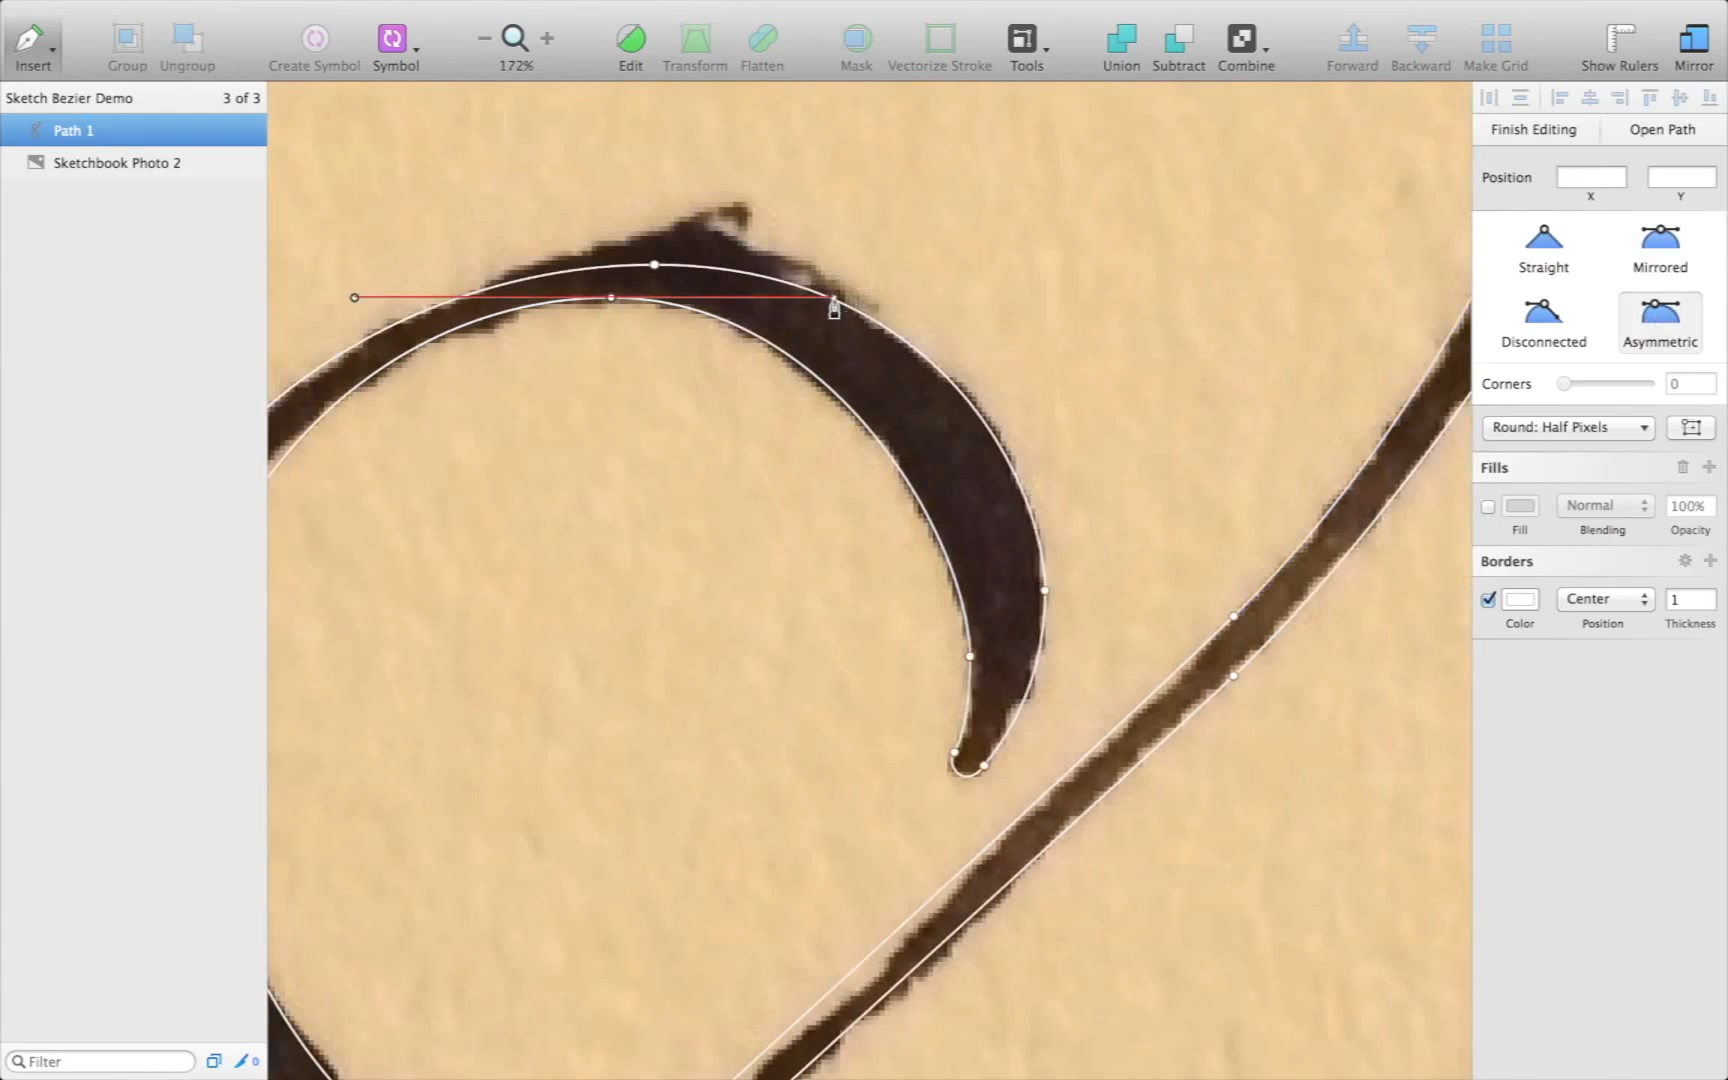 Insert
Group
Ungroup
Create Symbol
Symbol
172%
Edit
Transform
Flatten
Mask
Vectorize Stroke
Tools
Union
Subtract
Combine
Forward
Backward
Make Grid
Show Rulers
Mirror
Sketch Bezier Demo 3 of 3
Path 1
Sketchbook Photo 2
Filter
0
Finish Editing
Open Path
Position
X
Y
Straight
Mirrored
Disconnected
Asymmetric
Corners
0
Round: Half Pixels
Fills
Normal
100%
Fill
Blending
Opacity
Borders
Center
1
Color
Position
Thickness